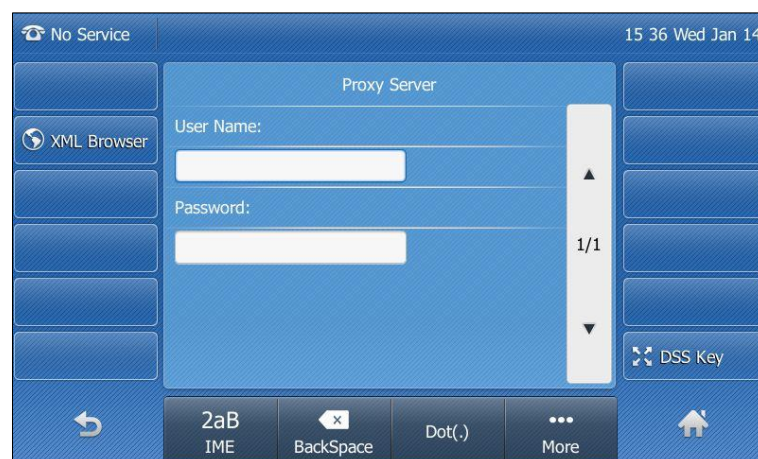 No Service
15 36 Wed Jan 14
Proxy Server
XML Browser
User Name:
Password:
1/1
DSS Key
2aB
IME
BackSpace
Dot(.)
More